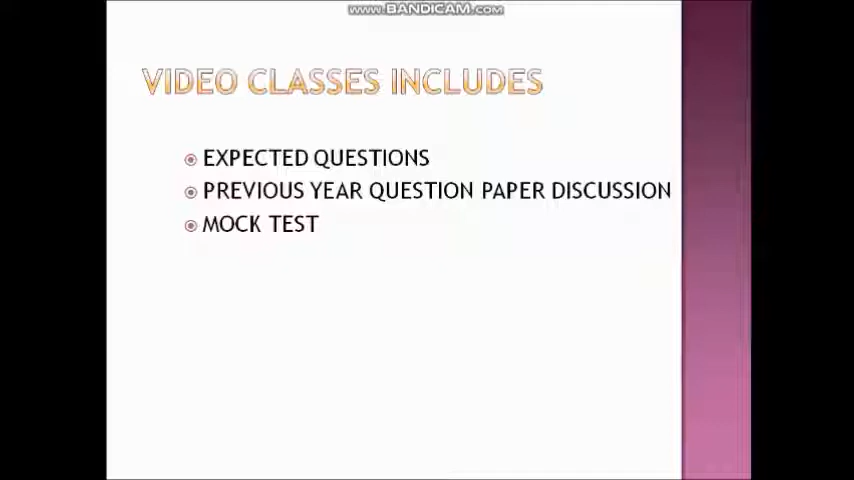 www.BANDICAM.com
VIDEO CLASSES INCLUDES
EXPECTED QUESTIONS
PREVIOUS YEAR QUESTION PAPER DISCUSSION
MOCK TEST